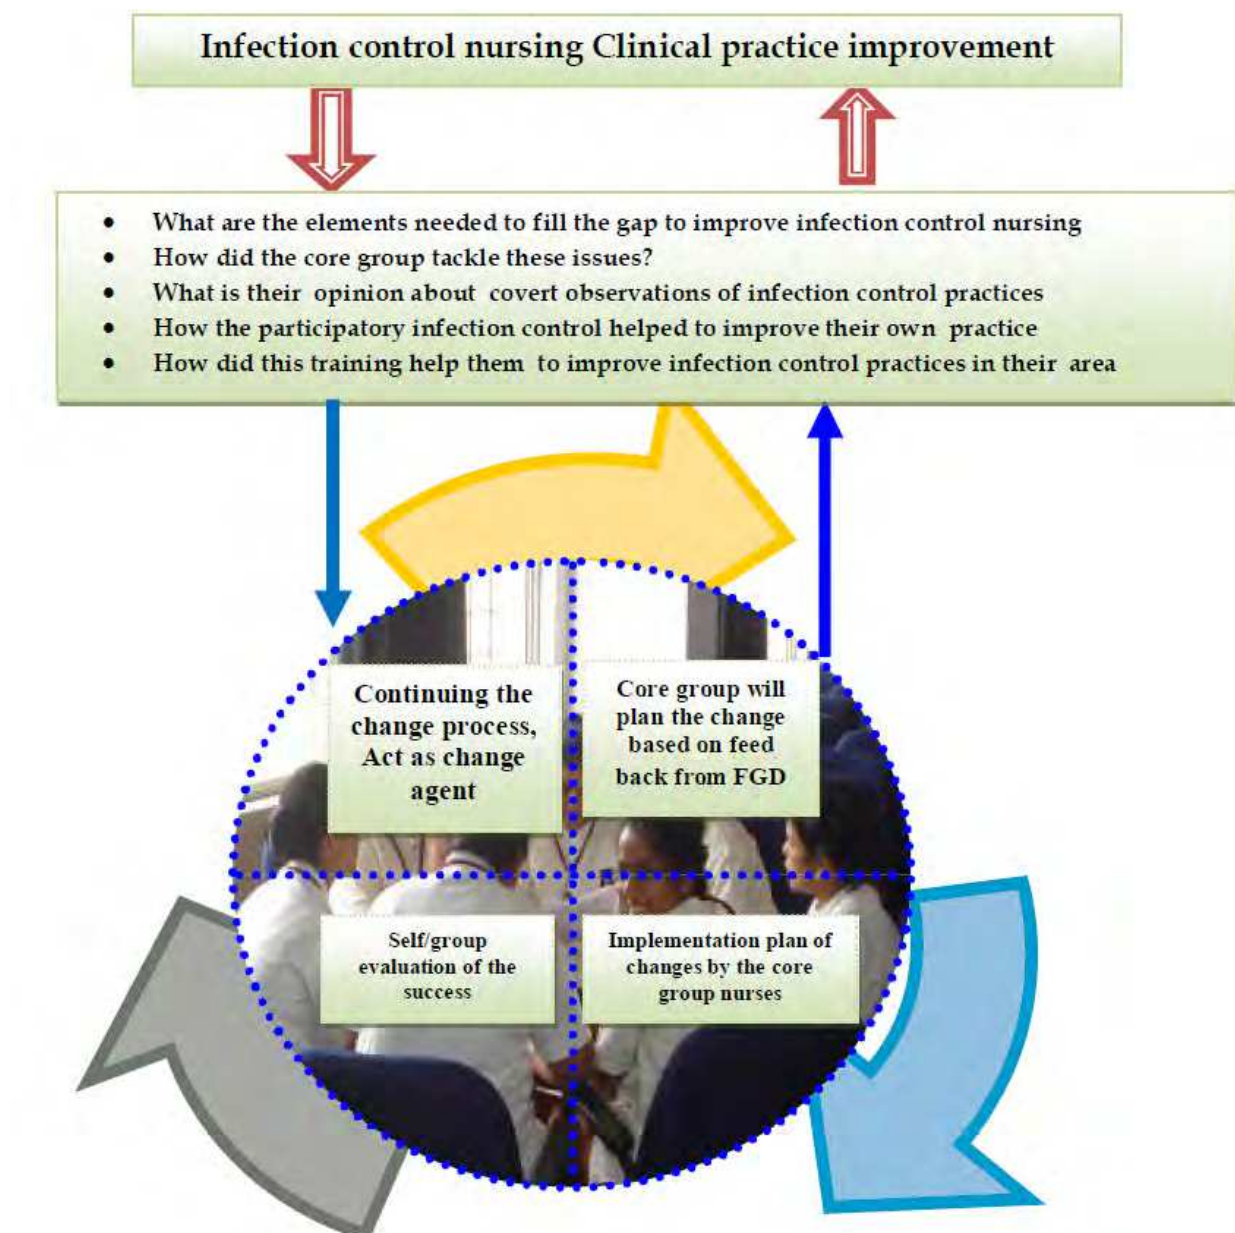 Infection control nursing Clinical practice improvement
• What are the elements needed to fill the gap to improve infection control nursing
• How did the core group tackle these issues?
• What is their opinion about covert observations of infection control practices
• How the participatory infection control helped to improve their own practice
• How did this training help them to improve infection control practices in their area
Continuing the
change process,
Act as change
agent
Core group will
plan the change
based on feed
back from FGD
Self/group
evaluation of the
success
Implementation plan of
changes by the core
group nurses